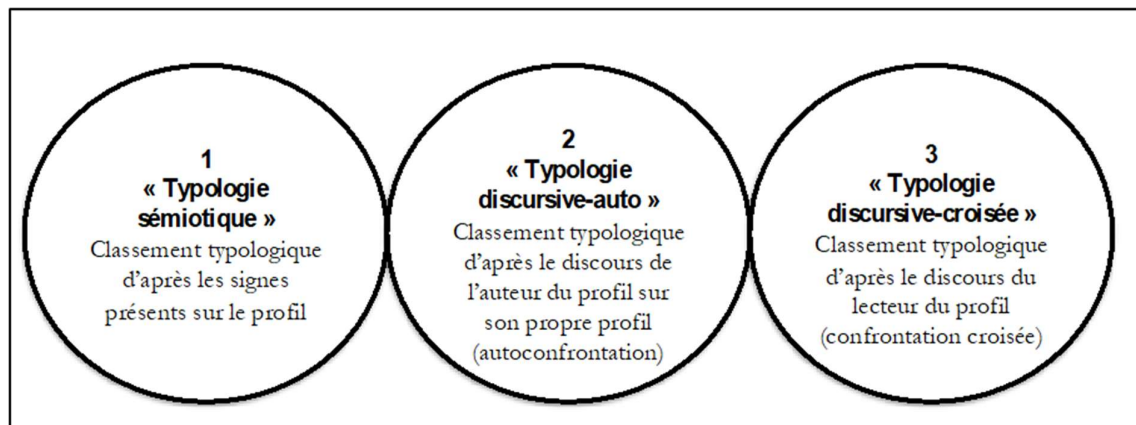 1
« Typologie
sémiotique »
Classement typologique
d’après les signes
présents sur le profil
2
« Typologie
discursive-auto »
Classement typologique
d’après le discours de
l’auteur du profil sur
son propre profil
(autoconfrontation)
3
« Typologie
discursive-croisée »
Classement typologique
d’après le discours du
lecteur du profil
(confrontation croisée)